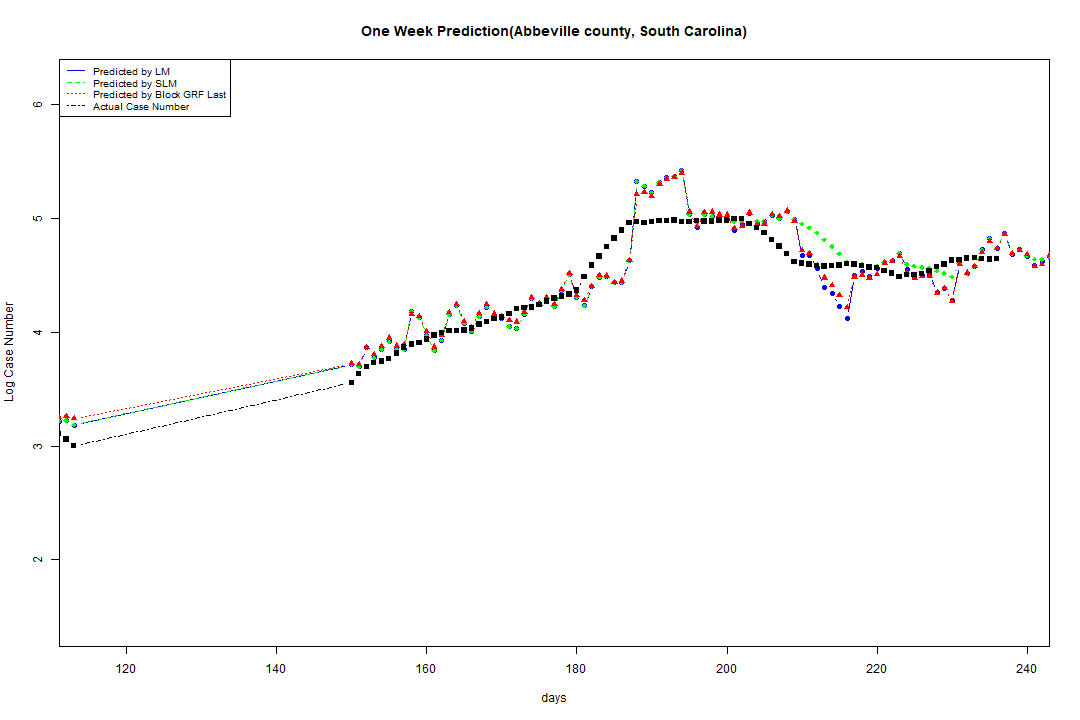 One Week Prediction(Abbeville county, South Carolina)
Predicted by LM
Predicted by SLM
Predicted by Block GRF Last
Actual Case Number
6
5
4
3
2
Log Case Number
120 140 160 180 200 220 240
days